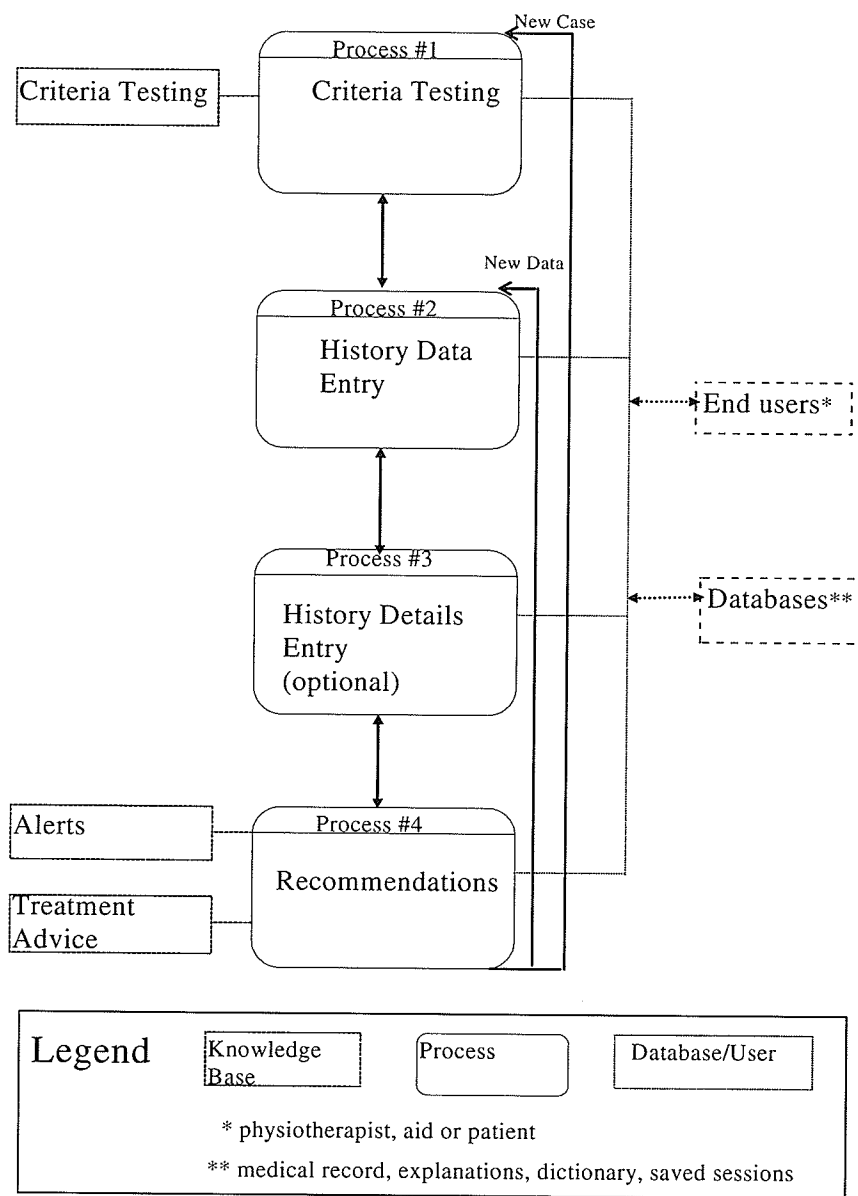 New Case
Process #1
Criteria Testing
Criteria Testing
New Data
Process #2
History Data
Entry
End users*
Process #3
History Details
Entry
(optional)
Databases**
Alerts
Process #4
Recommendations
Treatment
Advice
Legend
Knowledge
Base
Process
Database/User
* physiotherapist, aid or patient
** medical record, explanations, dictionary, saved sessions